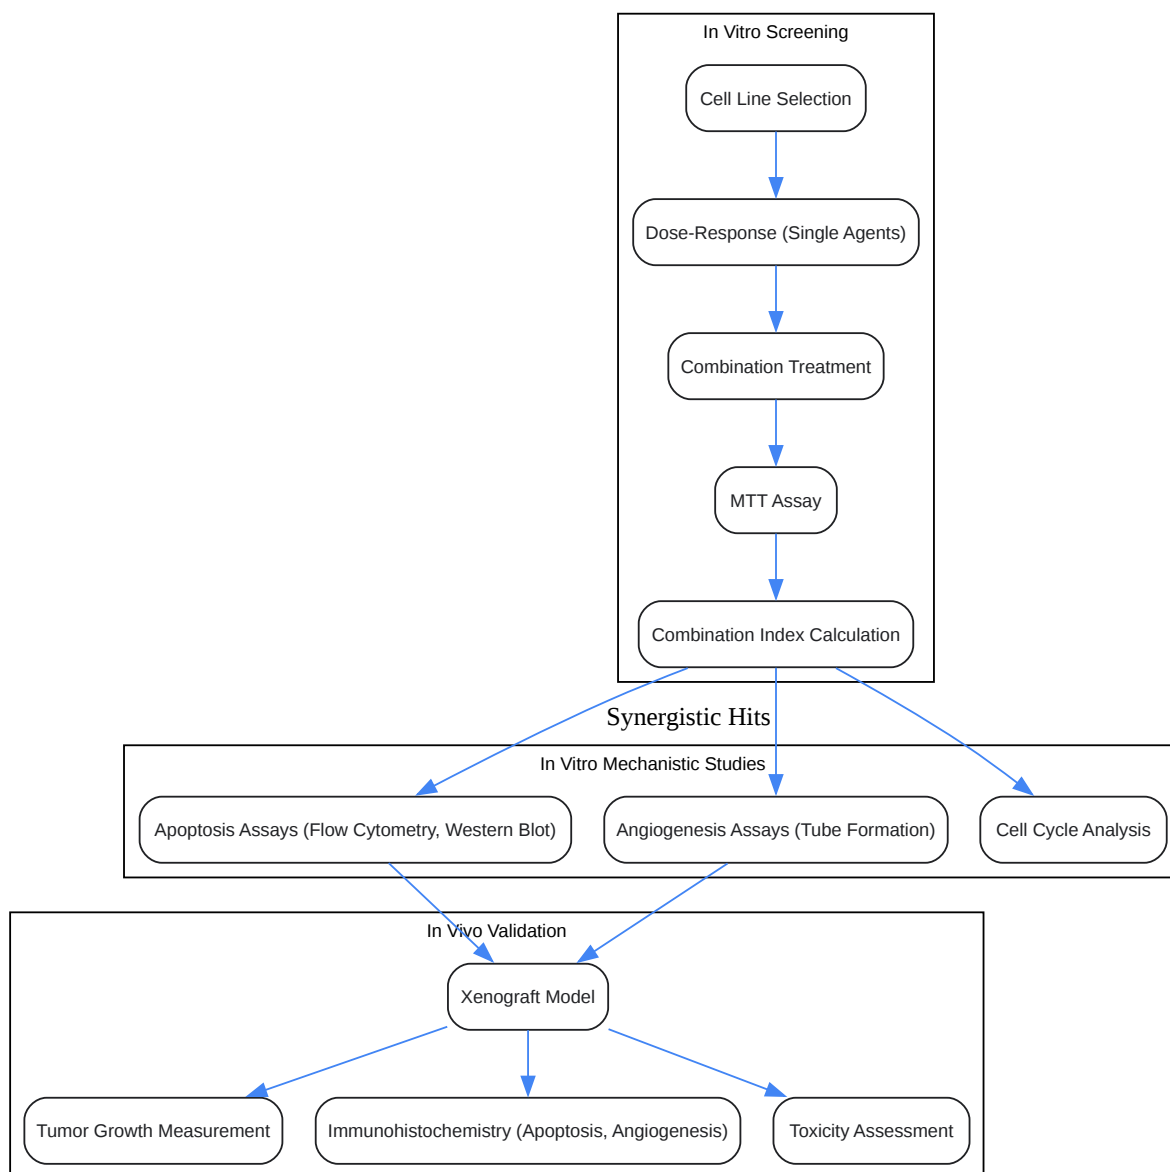 In Vitro Screening
Cell Line Selection
Dose-Response (Single Agents)
Combination Treatment
MTT Assay
Combination Index Calculation
Synergistic Hits
In Vitro Mechanistic Studies
Apoptosis Assays (Flow Cytometry, Western Blot)
Angiogenesis Assays (Tube Formation)
Cell Cycle Analysis
In Vivo Validation
Xenograft Model
Tumor Growth Measurement
Immunohistochemistry (Apoptosis, Angiogenesis)
Toxicity Assessment